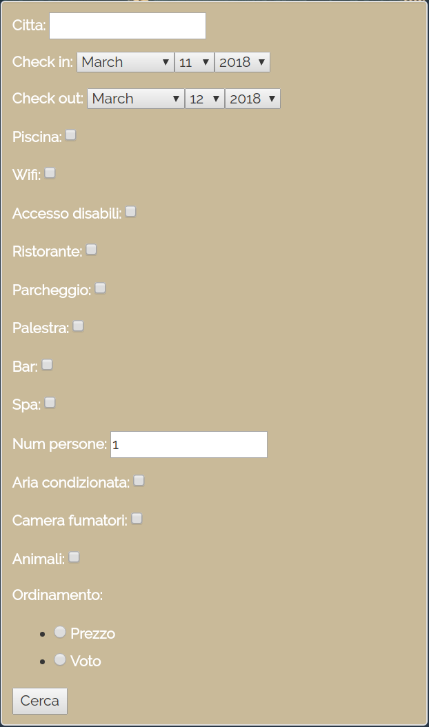 Citta:
Check in: March 11 2018
Check out: March 12 2018
Piscina:
Wifi:
Accesso disabili:
Ristorante:
Parcheggio:
Palestra:
Bar:
Spa:
Num persone: 1
Aria condizionata:
Camera fumatori:
Animali:
Ordinamento:
Prezzo
Voto
Cerca